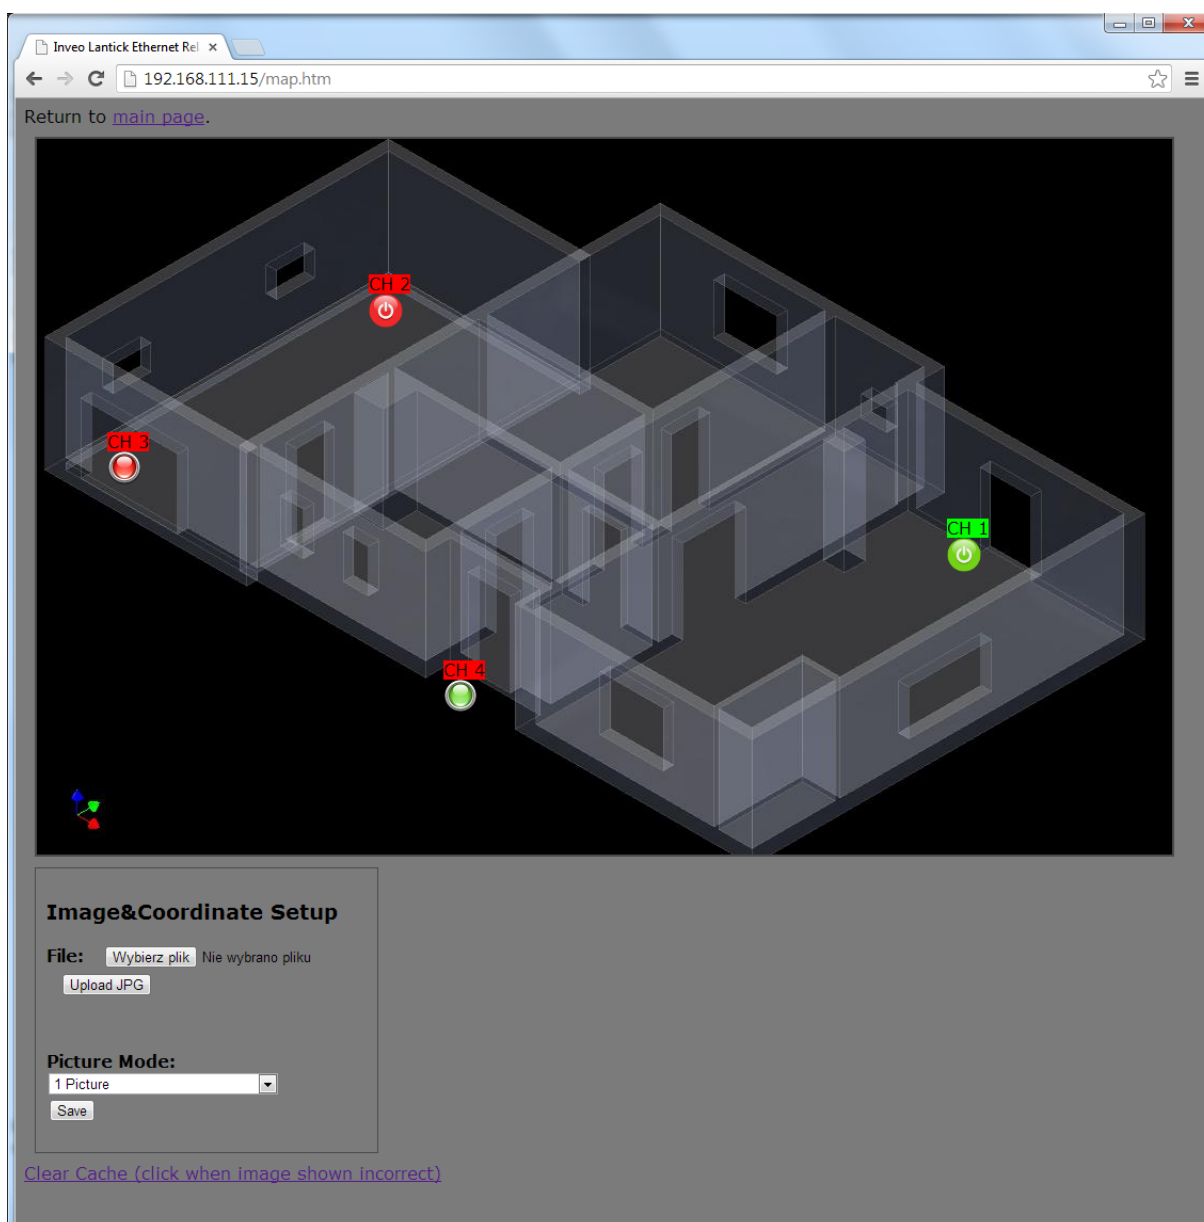 Inveo Lantick Ethernet Rel
192.168.111.15/map.htm
Return to main page.
CH 2
CH 3
CH 1
CH 4
Image&Coordinate Setup
File: Wybierz plik Nie wybrano pliku
Upload JPG
Picture Mode:
1 Picture
Save
Clear Cache (click when image shown incorrect)